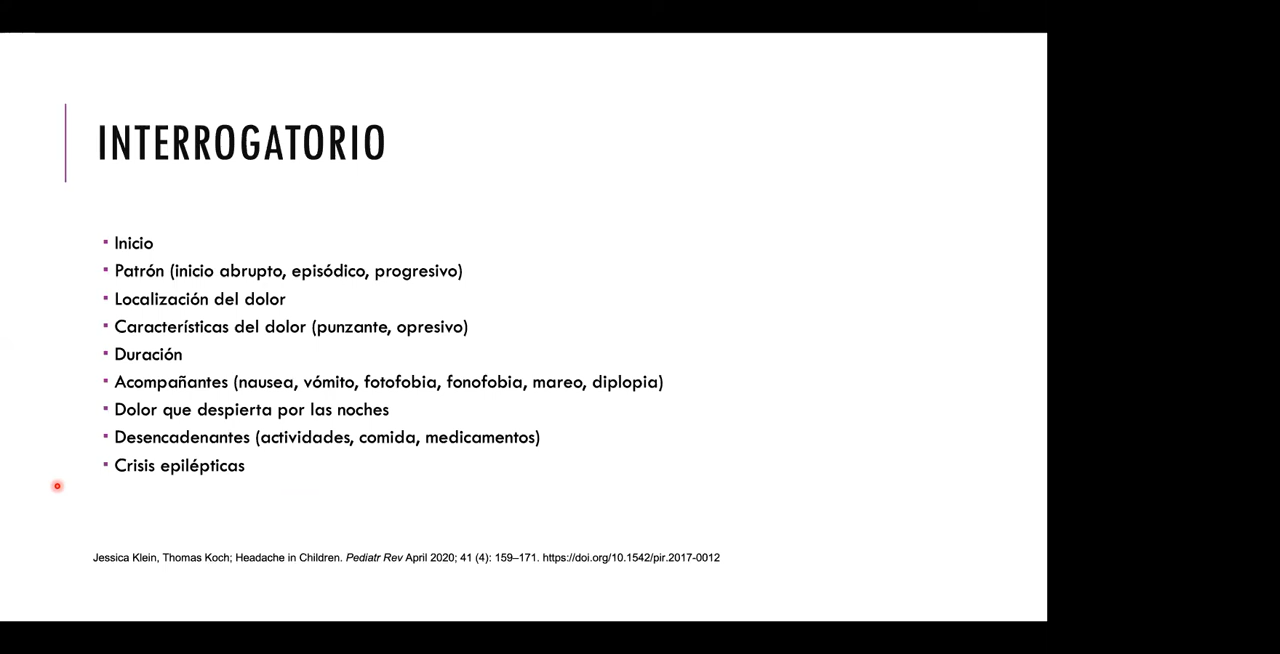 INTERROGATORIO
▪ Inicio
▪ Patrón (inicio abrupto, episódico, progresivo)
▪ Localización del dolor
▪ Características del dolor (punzante, opresivo)
▪ Duración
▪ Acompañantes (nausea, vómito, fotofobia, fonofobia, mareo, diplopia)
▪ Dolor que despierta por las noches
▪ Desencadenantes (actividades, comida, medicamentos)
▪ Crisis epilépticas
Jessica Klein, Thomas Koch; Headache in Children. Pediatr Rev April 2020; 41 (4): 159–171. https://doi.org/10.1542/pir.2017-0012